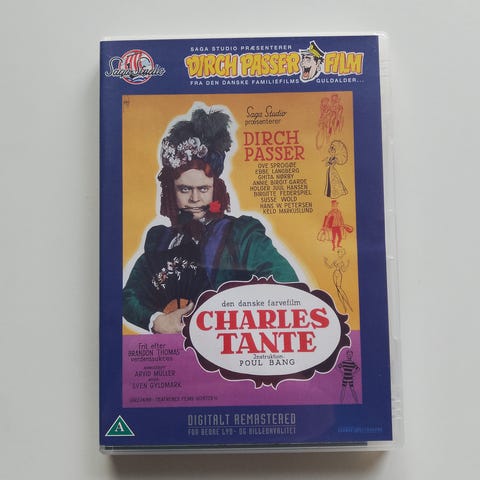 SAGA STUDIO PRÆSENTERER
Saga Studio
DIRCH PASSER FILM
FRA DEN DANSKE FAMILIEFILMS GULDALDER...
Saga Studio
præsenterer
DIRCH
PASSER
OVE SPROGØE
EBBE LANGBERG
GHITA NØRBY
ANNIE BIRGIT GARDE
HOLGER JUUL HANSEN
BIRGITTE FEDERSPIEL
SUSSE WOLD
HANS W. PETERSEN
KELD MARKUSLUND
den danske farvefilm
CHARLES
TANTE
Instruktion.
POUL BANG
Frit efter
BRANDON THOMAS'
verdenssukces
ARVID MÜLLER
SVEN GYLDMARK
A
DIGITALT REMASTERED
FOR BEDRE LYD- OG BILLEDKVALITET